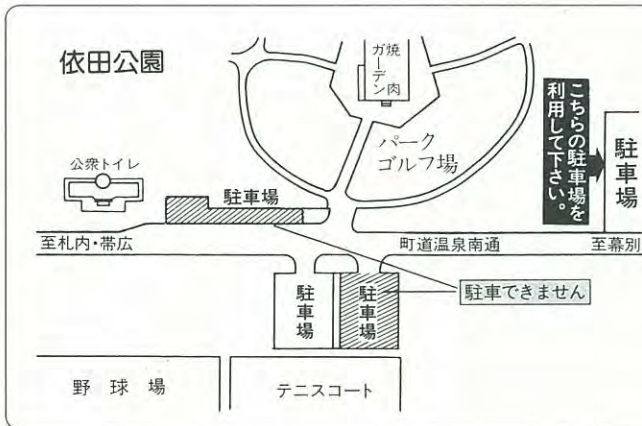 依田公園
焼肉
ガーデン
パーク
ゴルフ場
こちらの駐車場を
利用して下さい。
駐車場
公衆トイレ
駐車場
至札内・帯広
町道温泉南通
至幕別
駐車場
駐車場
駐車できません
野球場
テニスコート